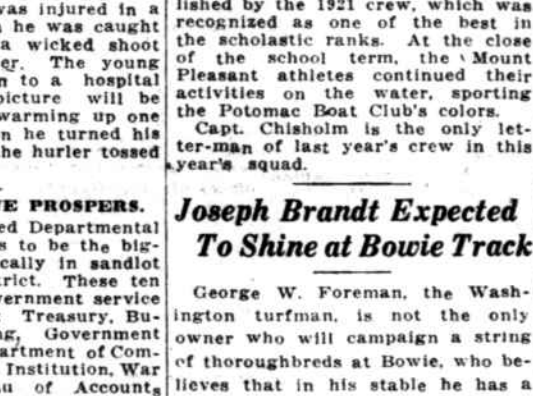 was injured in a
he was caught
a wicked shoot
The young
to a hospital
picture will be
warming up one
he turned his
the hurler tossed
PROSPERS.
Departmental
to be the big-
in sandlot
These ten
service
Treasury, Bu-
Government
of Com-
Institution, War
of Accounts
lished by the 1921 crew, which was
recognized as one of the best in
the scholastic ranks. At the close
of the school term, the Mount
Pleasant athletes continued their
activities on the water, sporting
the Potomac Boat Club's colors.
Capt. Chisholm is the only let-
ter-man of last year's crew in this
year's squad.
Joseph Brandt Expected
To Shine at Bowie Track
George W. Foreman, the Wash-
ington turfman, is not the only
owner who will campaign a string
of thoroughbreds at Bowie, who be-
lieves that in his stable he has a